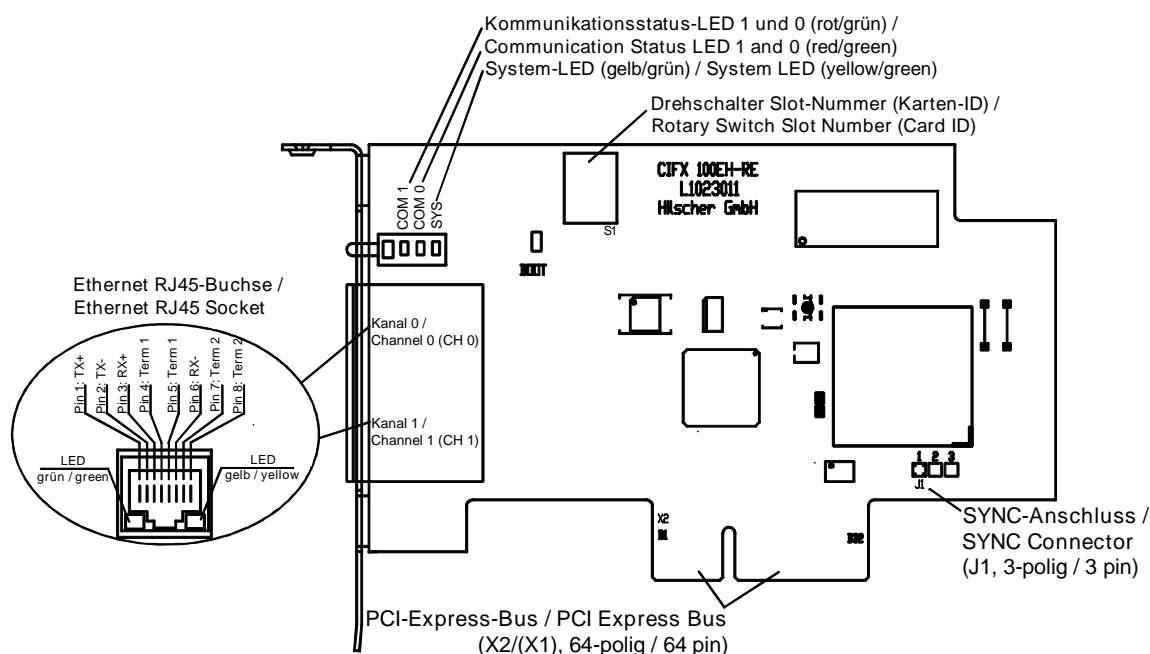 Kommunikationsstatus-LED 1 und 0 (rot/grün) /
Communication Status LED 1 and 0 (red/green)
System-LED (gelb/grün) / System LED (yellow/green)
Drehschalter Slot-Nummer (Karten-ID) /
Rotary Switch Slot Number (Card ID)
COM 1
COM 0
SYS
S1
CIFX 100EH-RE
L1023011
Hilscher GmbH
BOOT
Ethernet RJ45-Buchse /
Ethernet RJ45 Socket
Kanal 0 /
Channel 0 (CH 0)
Pin 1: TX+
Pin 2: TX-
Pin 3: RX+
Pin 4: Term 1
Pin 5: Term 1
Pin 6: RX-
Pin 7: Term 2
Pin 8: Term 2
Kanal 1 /
Channel 1 (CH 1)
LED
grün / green
LED
gelb / yellow
1 2 3
J1
X2
B1
B32
SYNC-Anschluss /
SYNC Connector
(J1, 3-polig / 3 pin)
PCI-Express-Bus / PCI Express Bus
(X2/(X1), 64-polig / 64 pin)